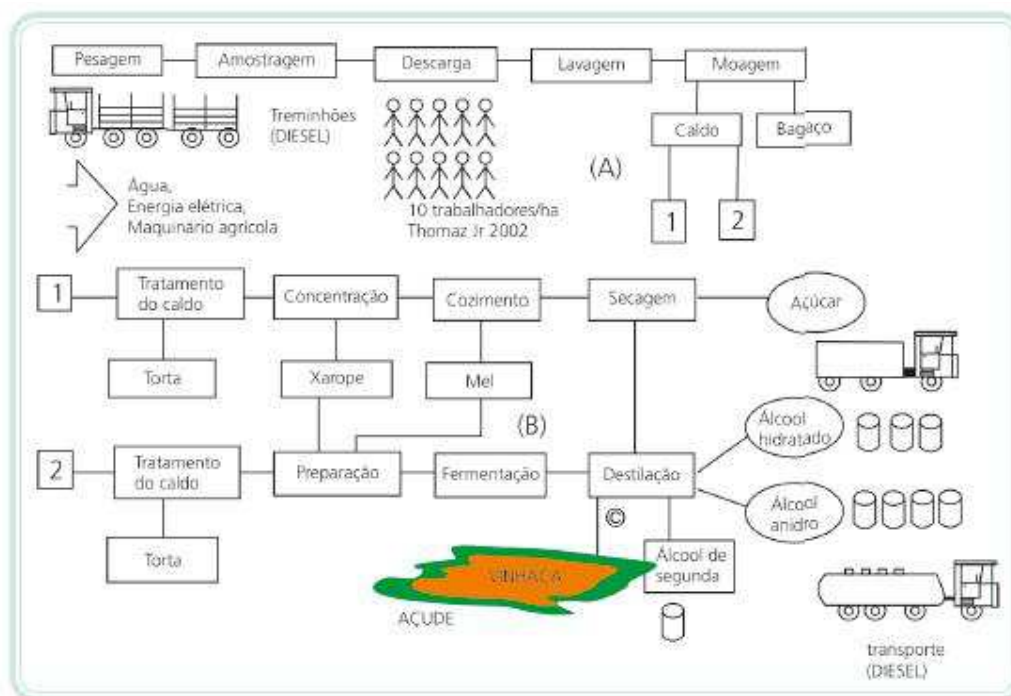 Pesagem
Amostragem
Descarga
Lavagem
Moagem
Treminhões
(DIESEL)
Caldo
Bagaço
(A)
Água,
Energia elétrica,
Maquinário agrícola
10 trabalhadores/ha
Thomaz Jr 2002
1
2
1
Tratamento
do caldo
Concentração
Cozimento
Secagem
Açúcar
Torta
Xarope
Mel
(B)
Álcool
hidratado
2
Tratamento
do caldo
Preparação
Fermentação
Destilação
Álcool
anidro
©
Torta
VINHAÇA
Álcool de
segunda
AÇUDE
transporte
(DIESEL)